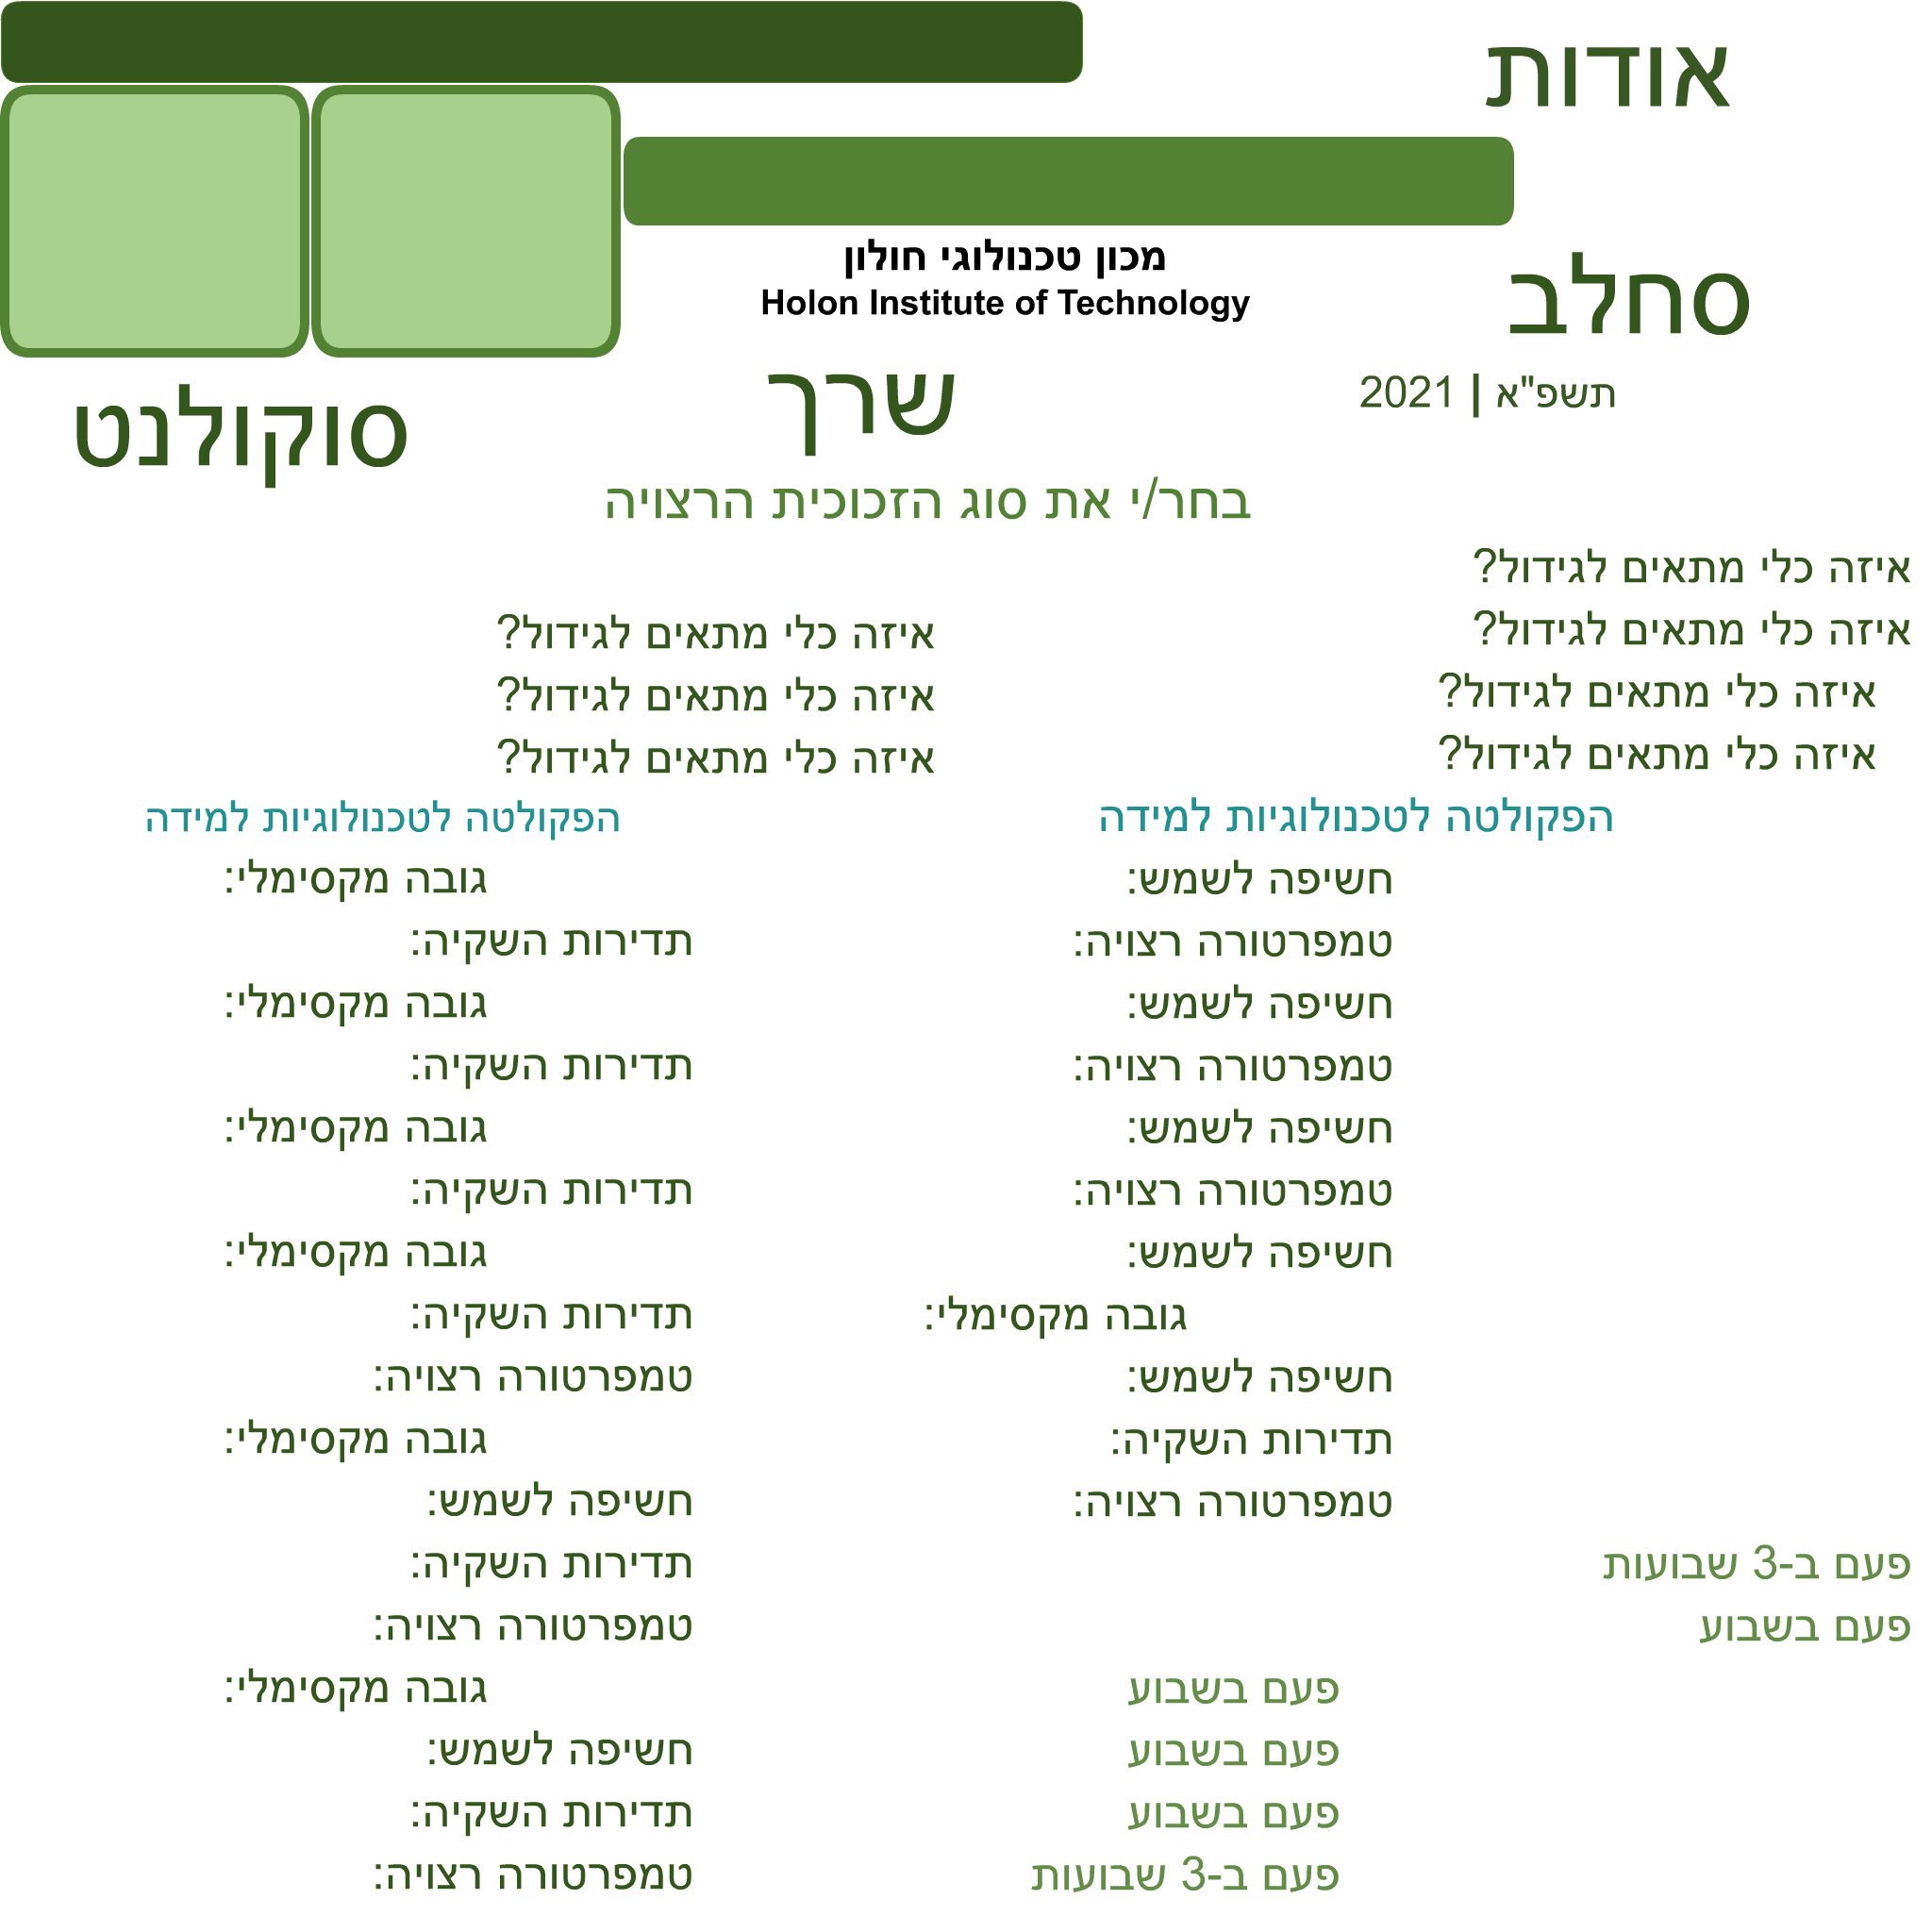 אודות
מכון טכנולוגי חולון
Holon Institute of Technology
סחלב
שרך
תשפ"א | 2021
סוקולנט
בחר/י את סוג הזכוכית הרצויה
איזה כלי מתאים לגידול?
איזה כלי מתאים לגידול?
איזה כלי מתאים לגידול?
איזה כלי מתאים לגידול?
איזה כלי מתאים לגידול?
איזה כלי מתאים לגידול?
איזה כלי מתאים לגידול?
הפקולטה לטכנולוגיות למידה
הפקולטה לטכנולוגיות למידה
חשיפה לשמש:
גובה מקסימלי:
טמפרטורה רצויה:
תדירות השקיה:
חשיפה לשמש:
גובה מקסימלי:
טמפרטורה רצויה:
תדירות השקיה:
חשיפה לשמש:
גובה מקסימלי:
טמפרטורה רצויה:
תדירות השקיה:
חשיפה לשמש:
גובה מקסימלי:
גובה מקסימלי:
תדירות השקיה:
חשיפה לשמש:
טמפרטורה רצויה:
תדירות השקיה:
גובה מקסימלי:
טמפרטורה רצויה:
חשיפה לשמש:
פעם ב-3 שבועות
תדירות השקיה:
פעם בשבוע
טמפרטורה רצויה:
פעם בשבוע
גובה מקסימלי:
פעם בשבוע
חשיפה לשמש:
פעם בשבוע
תדירות השקיה:
פעם ב-3 שבועות
טמפרטורה רצויה: